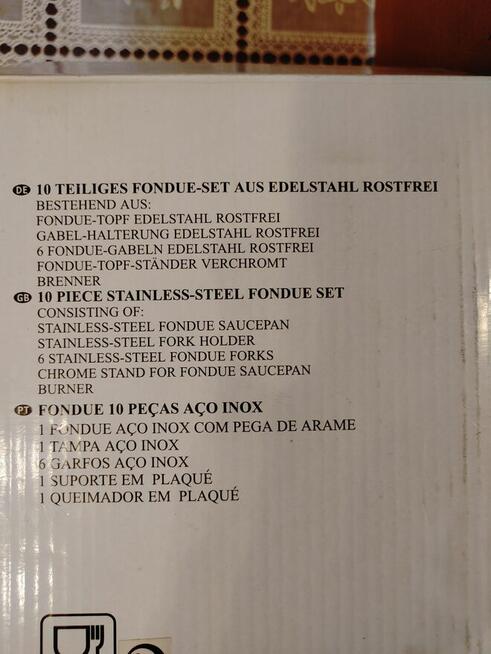 DE 10 TEILIGES FONDUE-SET AUS EDELSTAHL ROSTFREI
BESTEHEND AUS:
FONDUE-TOPF EDELSTAHL ROSTFREI
GABEL-HALTERUNG EDELSTAHL ROSTFREI
6 FONDUE-GABELN EDELSTAHL ROSTFREI
FONDUE-TOPF-STÄNDER VERCHROMT
BRENNER
GB 10 PIECE STAINLESS-STEEL FONDUE SET
CONSISTING OF:
STAINLESS-STEEL FONDUE SAUCEPAN
STAINLESS-STEEL FORK HOLDER
6 STAINLESS-STEEL FONDUE FORKS
CHROME STAND FOR FONDUE SAUCEPAN
BURNER
PT FONDUE 10 PEÇAS AÇO INOX
1 FONDUE AÇO INOX COM PEGA DE ARAME
1 TAMPA AÇO INOX
6 GARFOS AÇO INOX
1 SUPORTE EM PLAQUÉ
1 QUEIMADOR EM PLAQUÉ